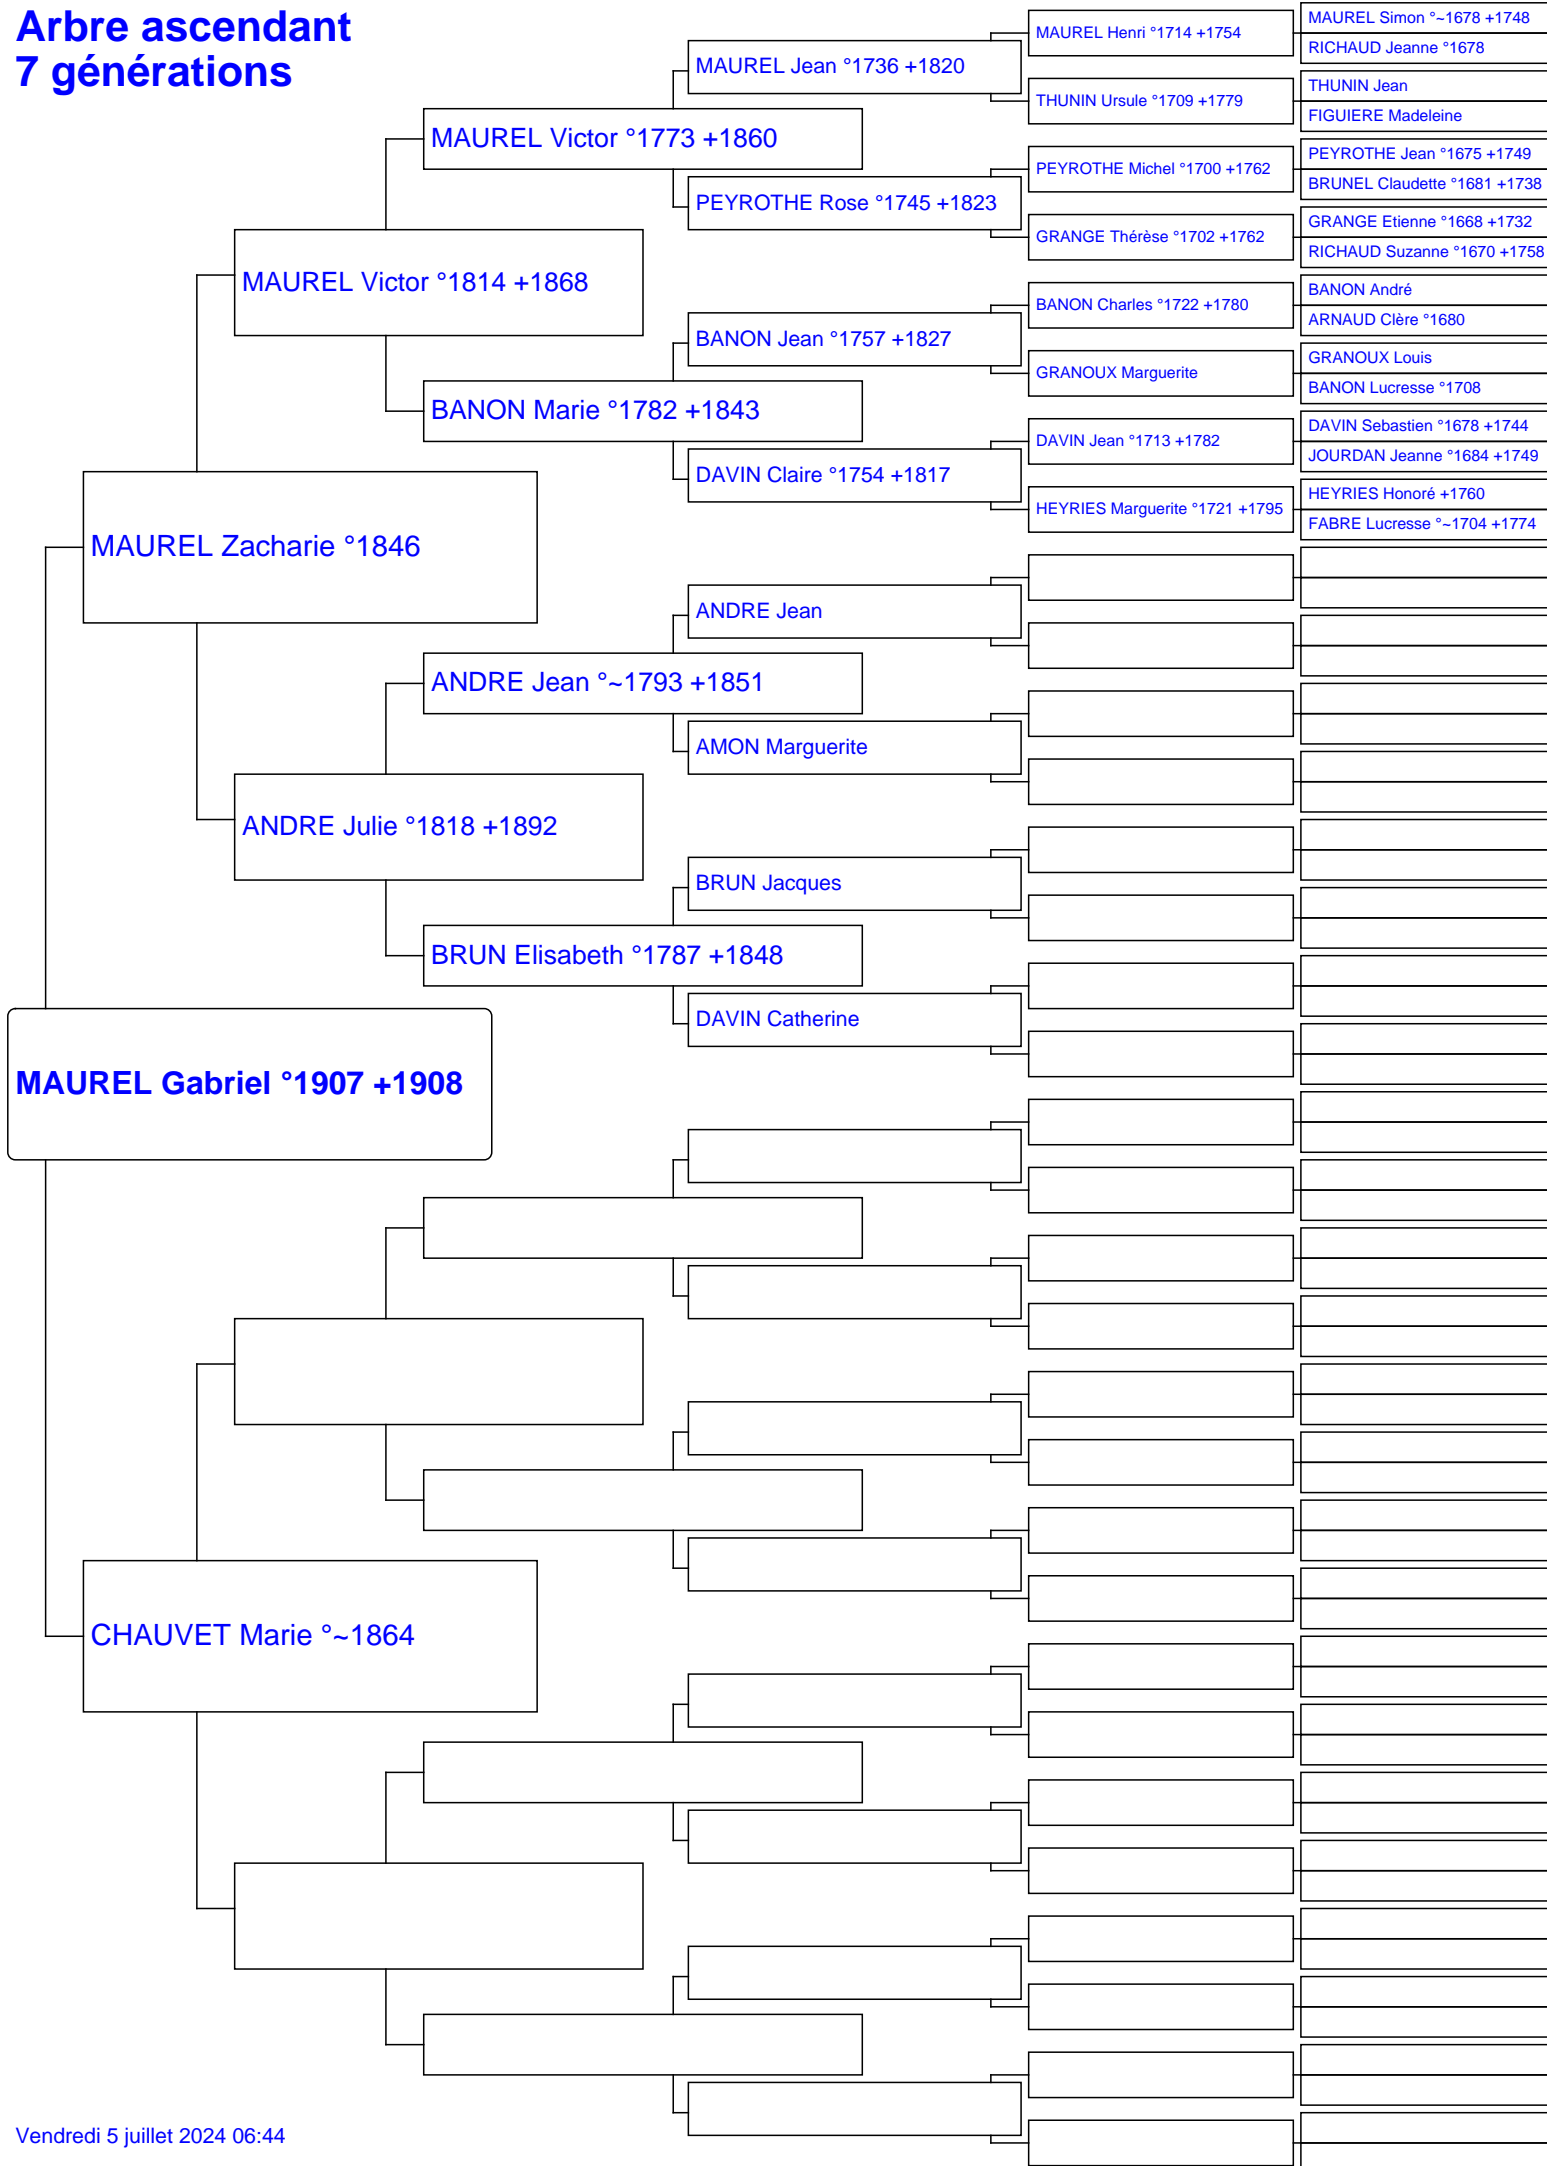 Arbre ascendant
7 générations
MAUREL Gabriel °1907 +1908
MAUREL Zacharie °1846
CHAUVET Marie °~1864
MAUREL Victor °1814 +1868
ANDRE Julie °1818 +1892
MAUREL Victor °1773 +1860
BANON Marie °1782 +1843
ANDRE Jean °~1793 +1851
BRUN Elisabeth °1787 +1848
MAUREL Jean °1736 +1820
PEYROTHE Rose °1745 +1823
BANON Jean °1757 +1827
DAVIN Claire °1754 +1817
ANDRE Jean
AMON Marguerite
BRUN Jacques
DAVIN Catherine
MAUREL Henri °1714 +1754
THUNIN Ursule °1709 +1779
PEYROTHE Michel °1700 +1762
GRANGE Thérèse °1702 +1762
BANON Charles °1722 +1780
GRANOUX Marguerite
DAVIN Jean °1713 +1782
HEYRIES Marguerite °1721 +1795
MAUREL Simon °~1678 +1748
RICHAUD Jeanne °1678
THUNIN Jean
FIGUIERE Madeleine
PEYROTHE Jean °1675 +1749
BRUNEL Claudette °1681 +1738
GRANGE Etienne °1668 +1732
RICHAUD Suzanne °1670 +1758
BANON André
ARNAUD Clère °1680
GRANOUX Louis
BANON Lucresse °1708
DAVIN Sebastien °1678 +1744
JOURDAN Jeanne °1684 +1749
HEYRIES Honoré +1760
FABRE Lucresse °~1704 +1774
Vendredi 5 juillet 2024 06:44